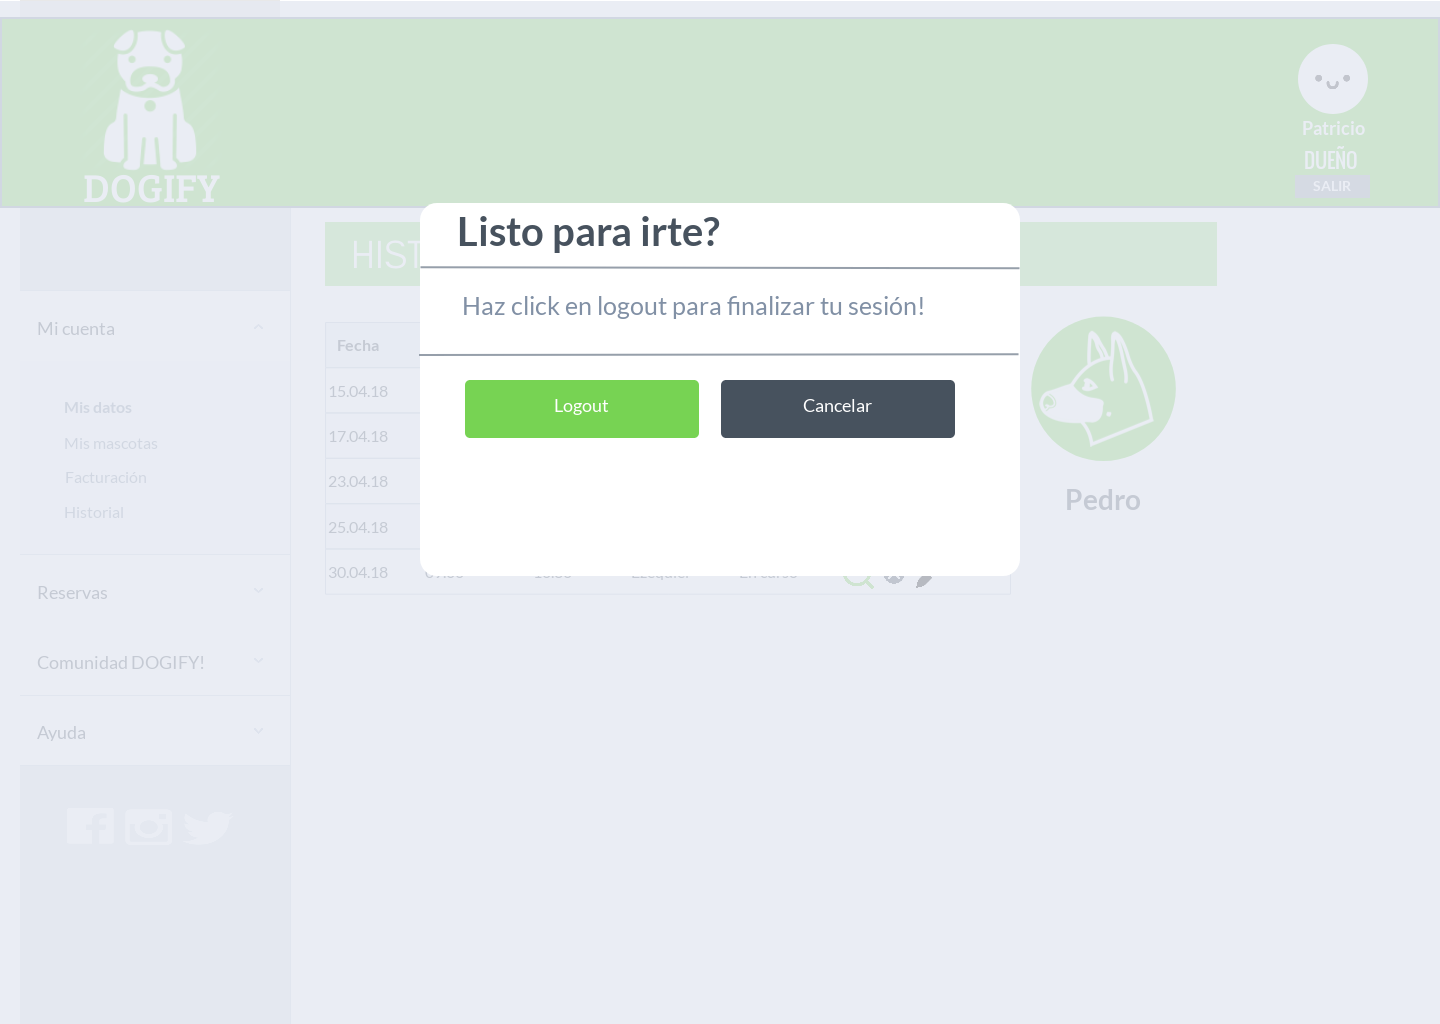 DOGIFY
Patricio
DUEÑO
SALIR
Listo para irte?
Haz click en logout para finalizar tu sesión!
Logout
Cancelar
Mi cuenta
Mis datos
Mis mascotas
Facturación
Historial
Reservas
Comunidad DOGIFY!
Ayuda
HIST
Fecha
15.04.18
17.04.18
23.04.18
25.04.18
30.04.18
Pedro